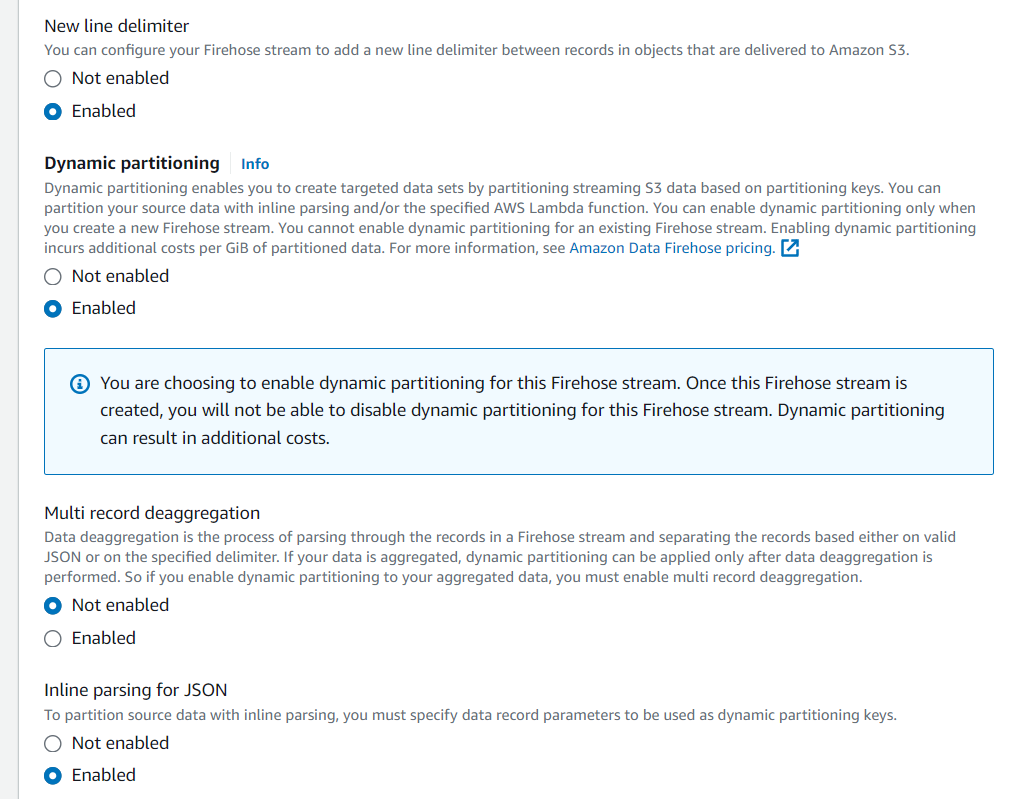 New line delimiter
You can configure your Firehose stream to add a new line delimiter between records in objects that are delivered to Amazon S3.
Not enabled
Enabled
Dynamic partitioning Info
Dynamic partitioning enables you to create targeted data sets by partitioning streaming S3 data based on partitioning keys. You can
partition your source data with inline parsing and/or the specified AWS Lambda function. You can enable dynamic partitioning only when
you create a new Firehose stream. You cannot enable dynamic partitioning for an existing Firehose stream. Enabling dynamic partitioning
incurs additional costs per GiB of partitioned data. For more information, see Amazon Data Firehose pricing.
Not enabled
Enabled
You are choosing to enable dynamic partitioning for this Firehose stream. Once this Firehose stream is
created, you will not be able to disable dynamic partitioning for this Firehose stream. Dynamic partitioning
can result in additional costs.
Multi record deaggregation
Data deaggregation is the process of parsing through the records in a Firehose stream and separating the records based either on valid
JSON or on the specified delimiter. If your data is aggregated, dynamic partitioning can be applied only after data deaggregation is
performed. So if you enable dynamic partitioning to your aggregated data, you must enable multi record deaggregation.
Not enabled
Enabled
Inline parsing for JSON
To partition source data with inline parsing, you must specify data record parameters to be used as dynamic partitioning keys.
Not enabled
Enabled